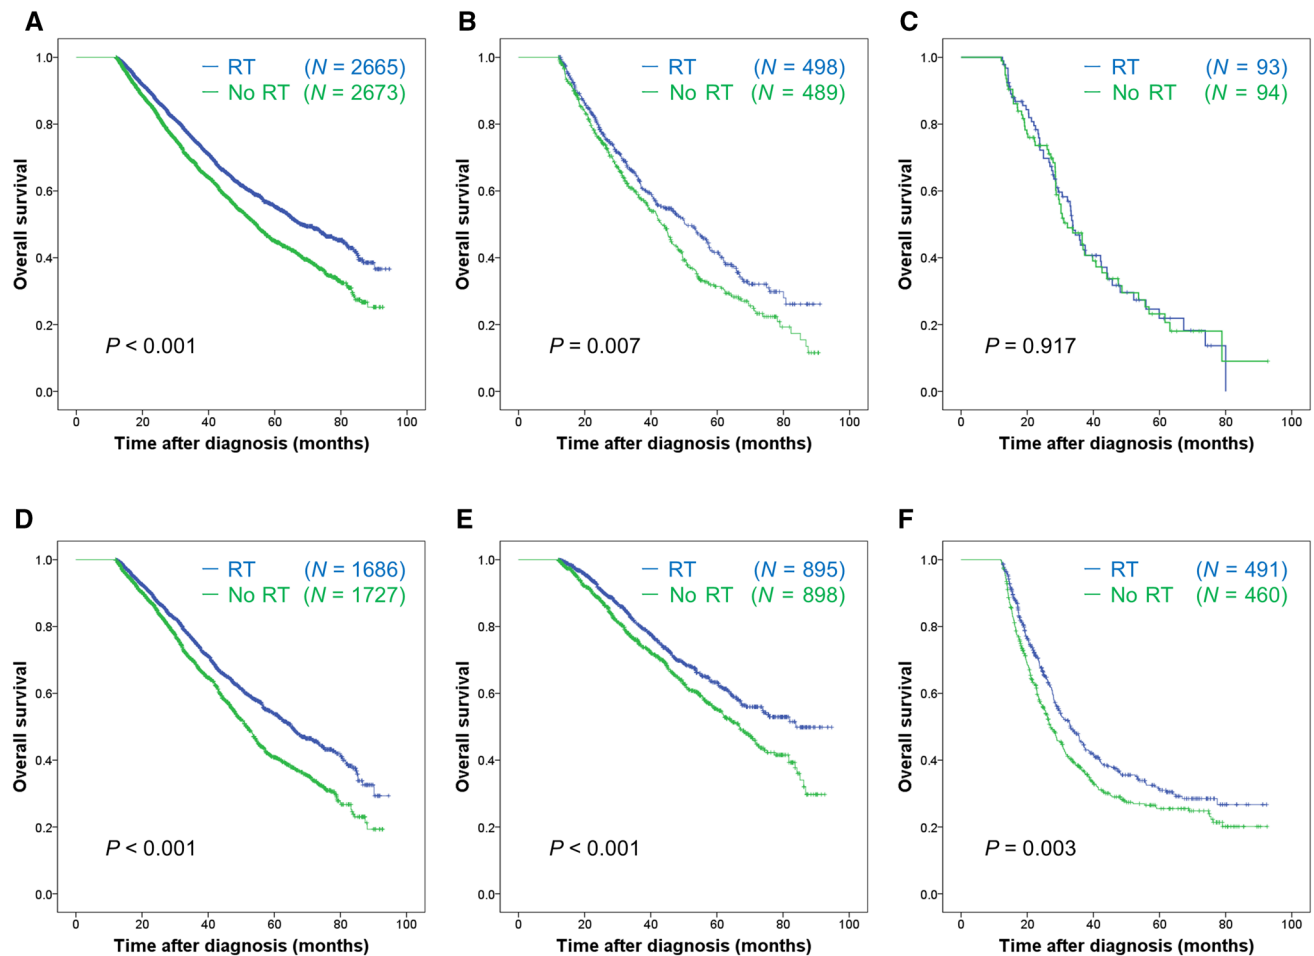 A
Overall survival
1.0
0.8
0.6
0.4
0.2
0.0
— RT (N = 2665)
— No RT (N = 2673)
P < 0.001
0 20 40 60 80 100
Time after diagnosis (months)
B
Overall survival
1.0
0.8
0.6
0.4
0.2
0.0
— RT (N = 498)
— No RT (N = 489)
P = 0.007
0 20 40 60 80 100
Time after diagnosis (months)
C
Overall survival
1.0
0.8
0.6
0.4
0.2
0.0
— RT (N = 93)
— No RT (N = 94)
P = 0.917
0 20 40 60 80 100
Time after diagnosis (months)
D
Overall survival
1.0
0.8
0.6
0.4
0.2
0.0
— RT (N = 1686)
— No RT (N = 1727)
P < 0.001
0 20 40 60 80 100
Time after diagnosis (months)
E
Overall survival
1.0
0.8
0.6
0.4
0.2
0.0
— RT (N = 895)
— No RT (N = 898)
P < 0.001
0 20 40 60 80 100
Time after diagnosis (months)
F
Overall survival
1.0
0.8
0.6
0.4
0.2
0.0
— RT (N = 491)
— No RT (N = 460)
P = 0.003
0 20 40 60 80 100
Time after diagnosis (months)